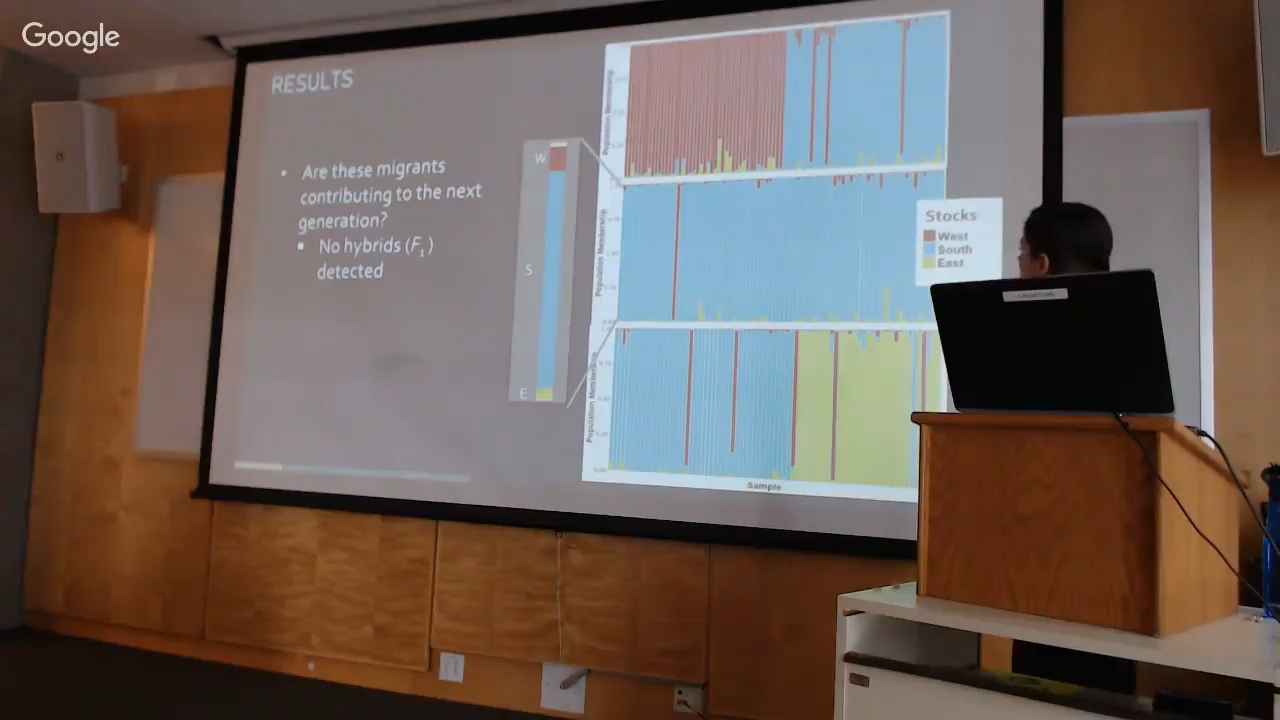 Google
RESULTS
Are these migrants
contributing to the next
generation?
No hybrids (F₁)
detected
W
S
E
Population Membership
Population Membership
Population Membership
Sample
Stocks
West
South
East